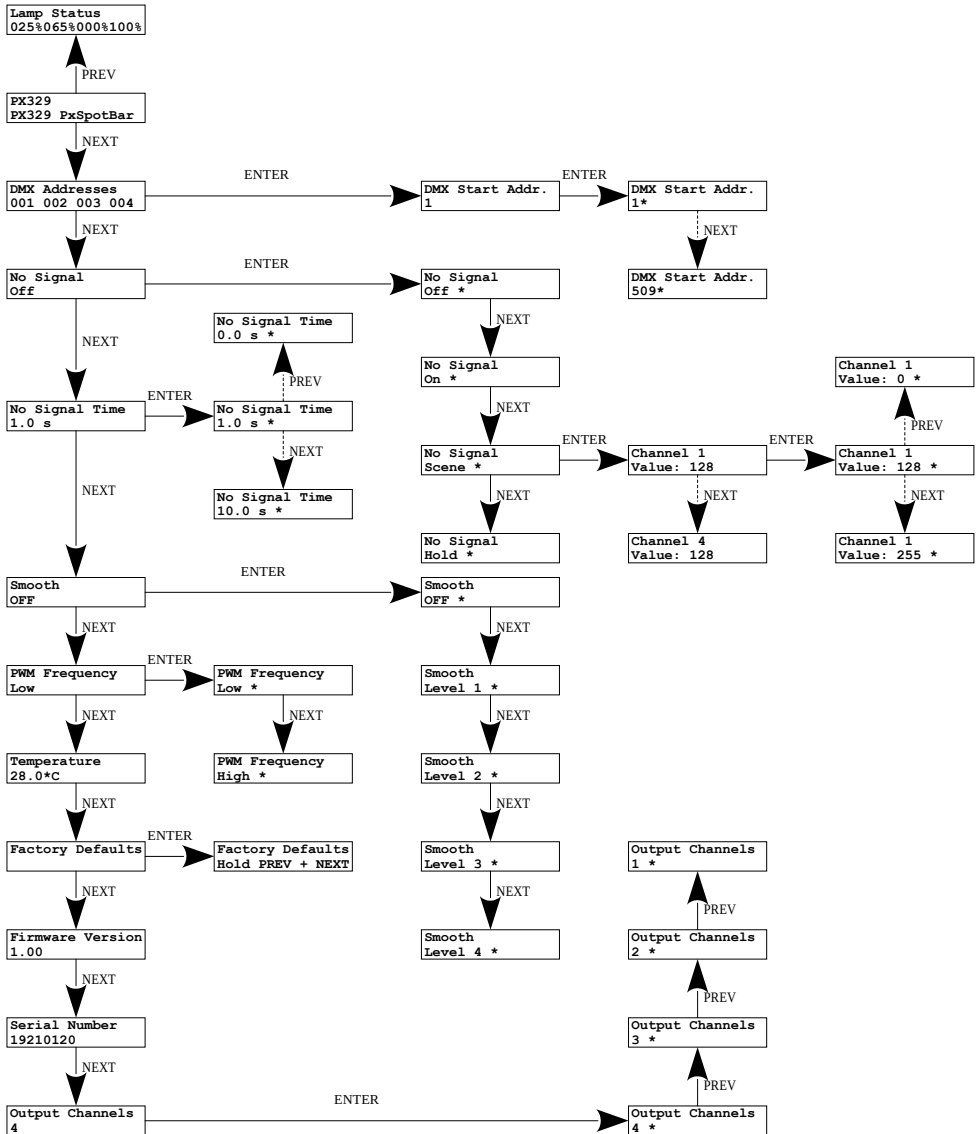 Lamp Status
025%065%000%100%
PREV
PX329
PX329 PxSpotBar
NEXT
DMX Addresses
001 002 003 004
ENTER
DMX Start Addr.
1
ENTER
DMX Start Addr.
1*
NEXT
NEXT
DMX Start Addr.
509*
No Signal
Off
ENTER
No Signal
Off *
NEXT
NEXT
No Signal Time
0.0 s *
PREV
No Signal
On *
NEXT
Channel 1
Value: 0 *
PREV
No Signal Time
1.0 s
ENTER
No Signal Time
1.0 s *
NEXT
No Signal Time
10.0 s *
NEXT
No Signal
Scene *
ENTER
Channel 1
Value: 128
ENTER
Channel 1
Value: 128 *
NEXT
NEXT
NEXT
No Signal
Hold *
Channel 4
Value: 128
Channel 1
Value: 255 *
Smooth
OFF
ENTER
Smooth
OFF *
NEXT
NEXT
PWM Frequency
Low
ENTER
PWM Frequency
Low *
Smooth
Level 1 *
NEXT
NEXT
NEXT
Temperature
28.0*C
PWM Frequency
High *
Smooth
Level 2 *
NEXT
NEXT
Factory Defaults
ENTER
Factory Defaults
Hold PREV + NEXT
Smooth
Level 3 *
Output Channels
1 *
NEXT
NEXT
PREV
Firmware Version
1.00
Smooth
Level 4 *
Output Channels
2 *
NEXT
PREV
Serial Number
19210120
Output Channels
3 *
NEXT
PREV
Output Channels
4
ENTER
Output Channels
4 *